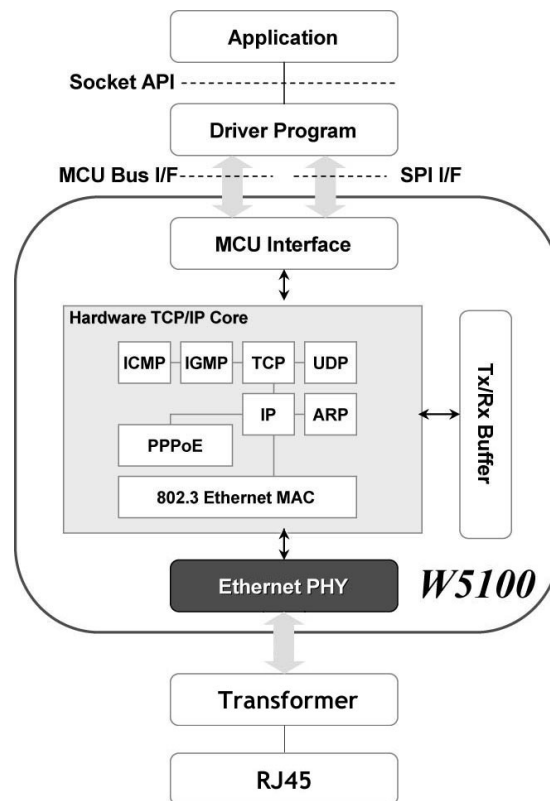 Application
Socket API
Driver Program
MCU Bus I/F
SPI I/F
MCU Interface
Hardware TCP/IP Core
ICMP
IGMP
TCP
UDP
IP
ARP
PPPoE
802.3 Ethernet MAC
Tx/Rx Buffer
Ethernet PHY
W5100
Transformer
RJ45